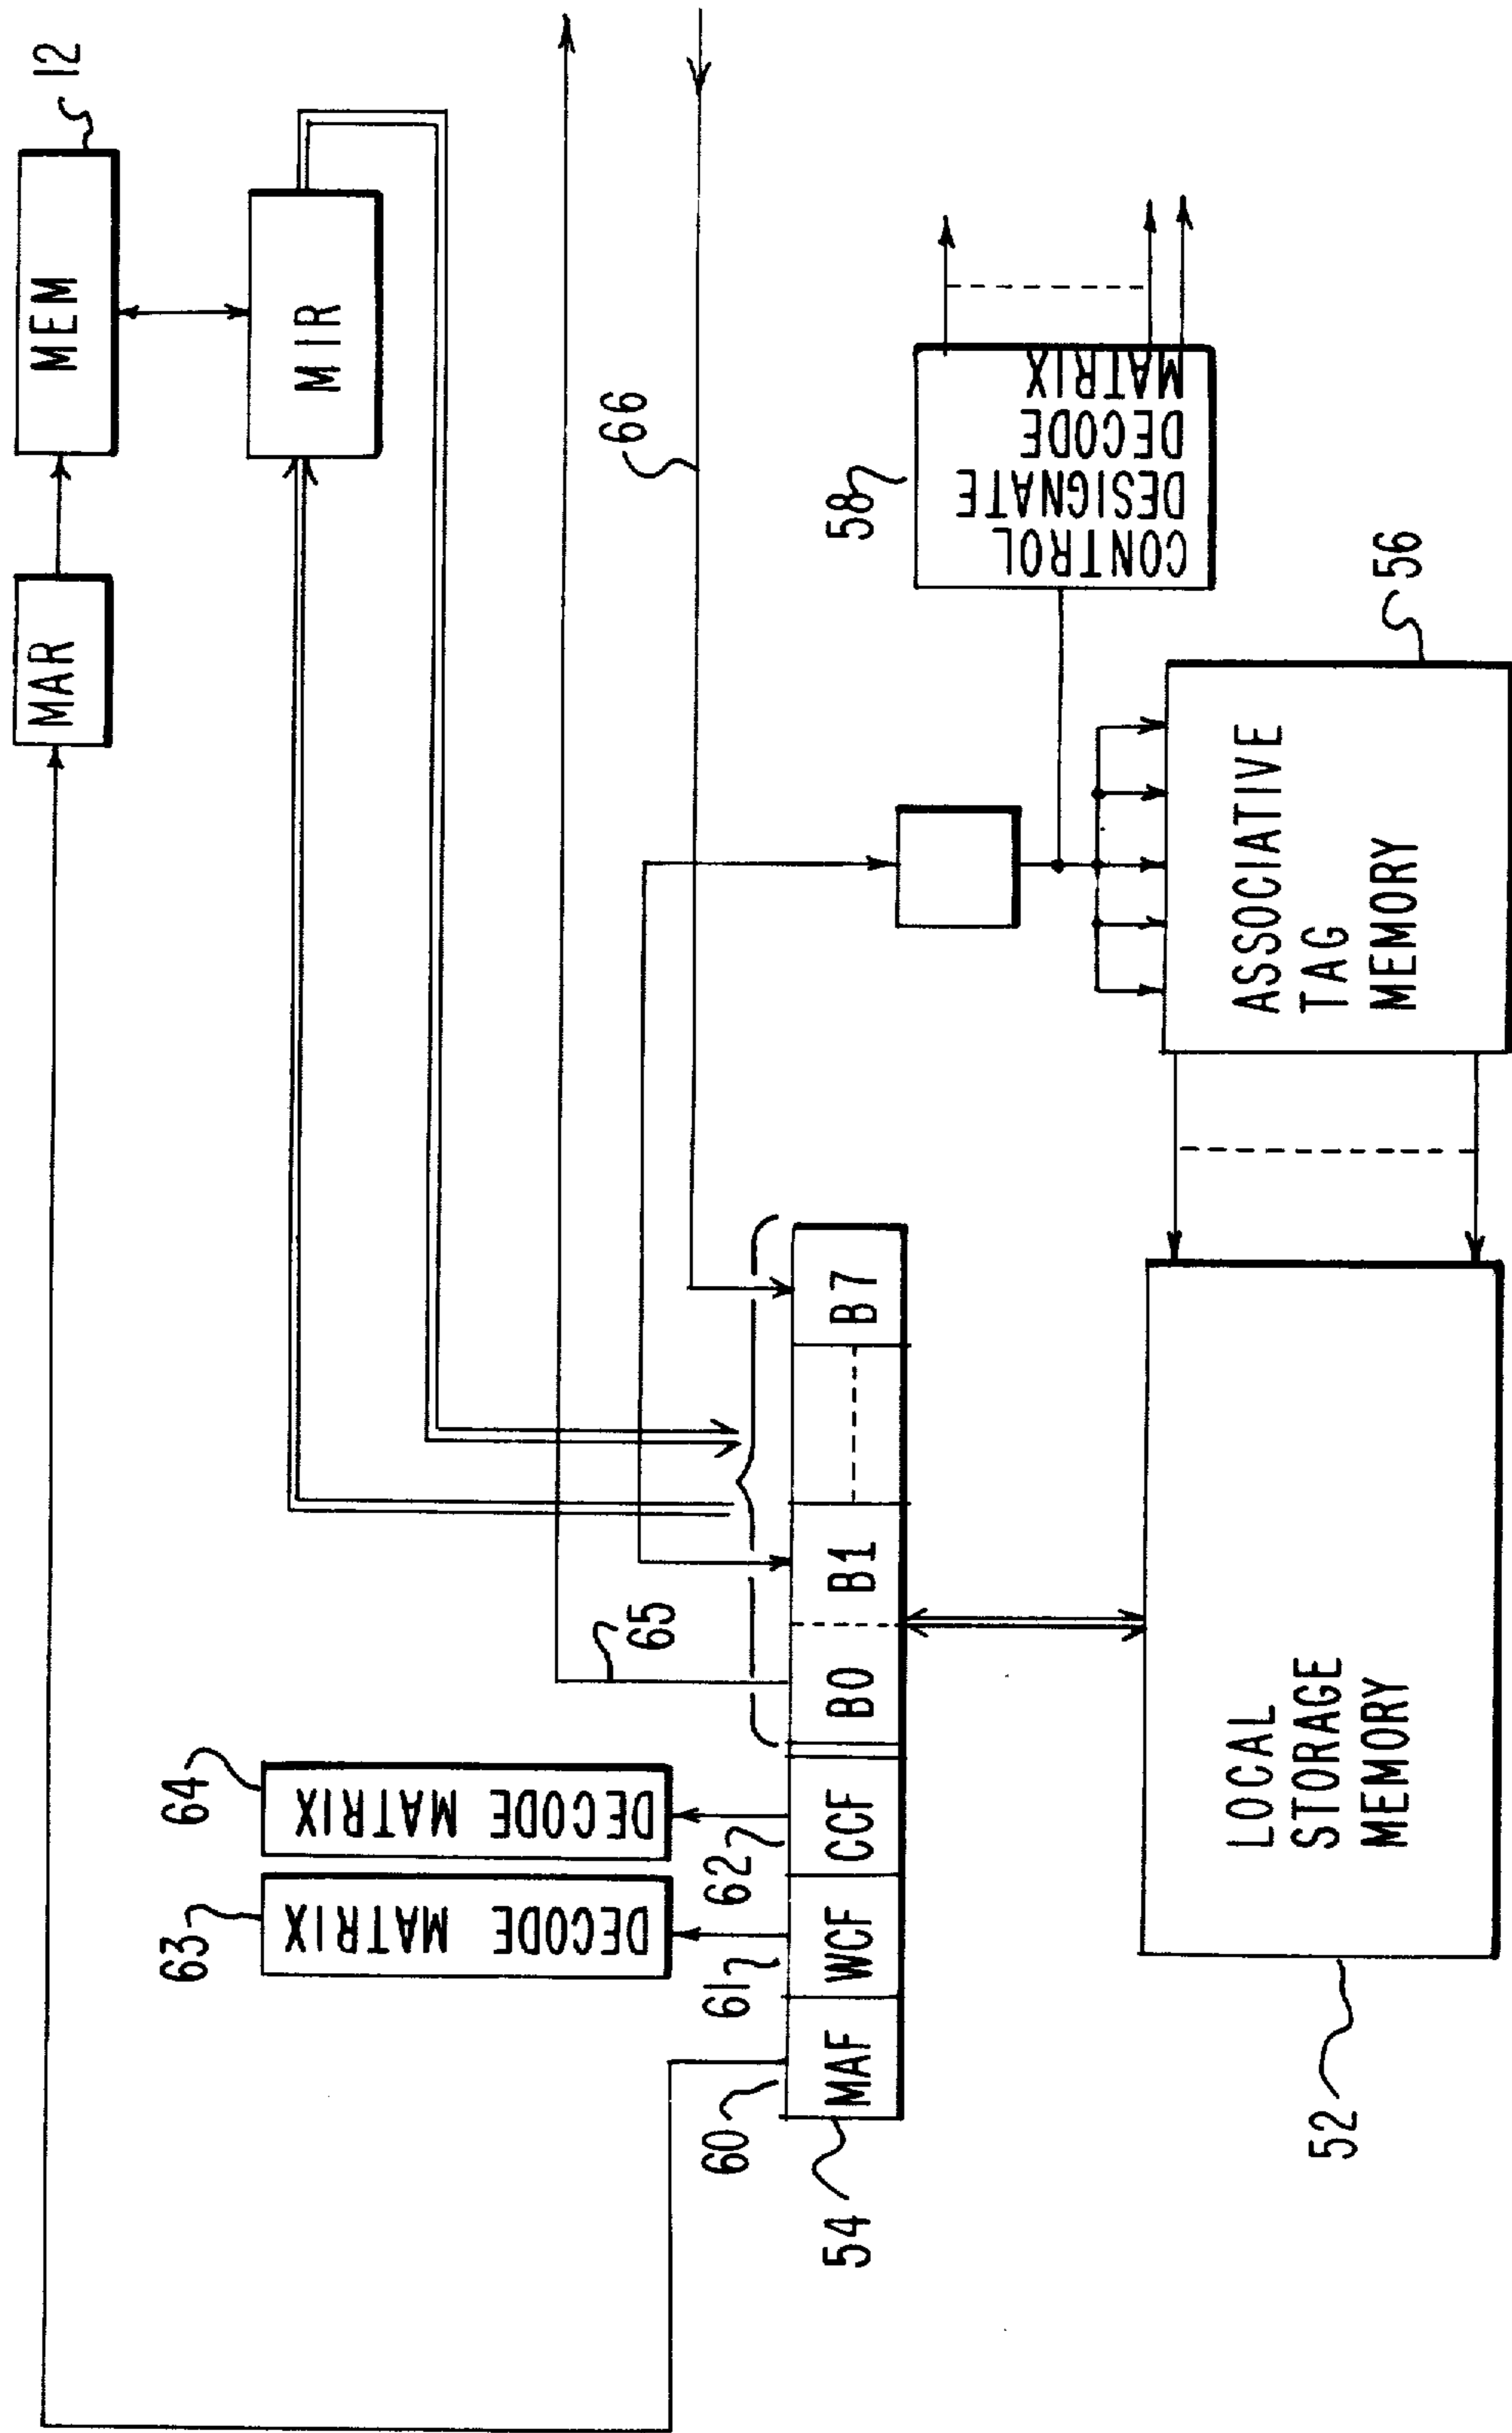 MAR
MEM
12
MIR
66
58
CONTROL
DESIGNATE
DECODE
MATRIX
64
DECODE MATRIX
63
DECODE MATRIX
65
60
61
62
54
MAF
WCF
CCF
B0
B1
B7
56
ASSOCIATIVE
TAG
MEMORY
52
LOCAL
STORAGE
MEMORY